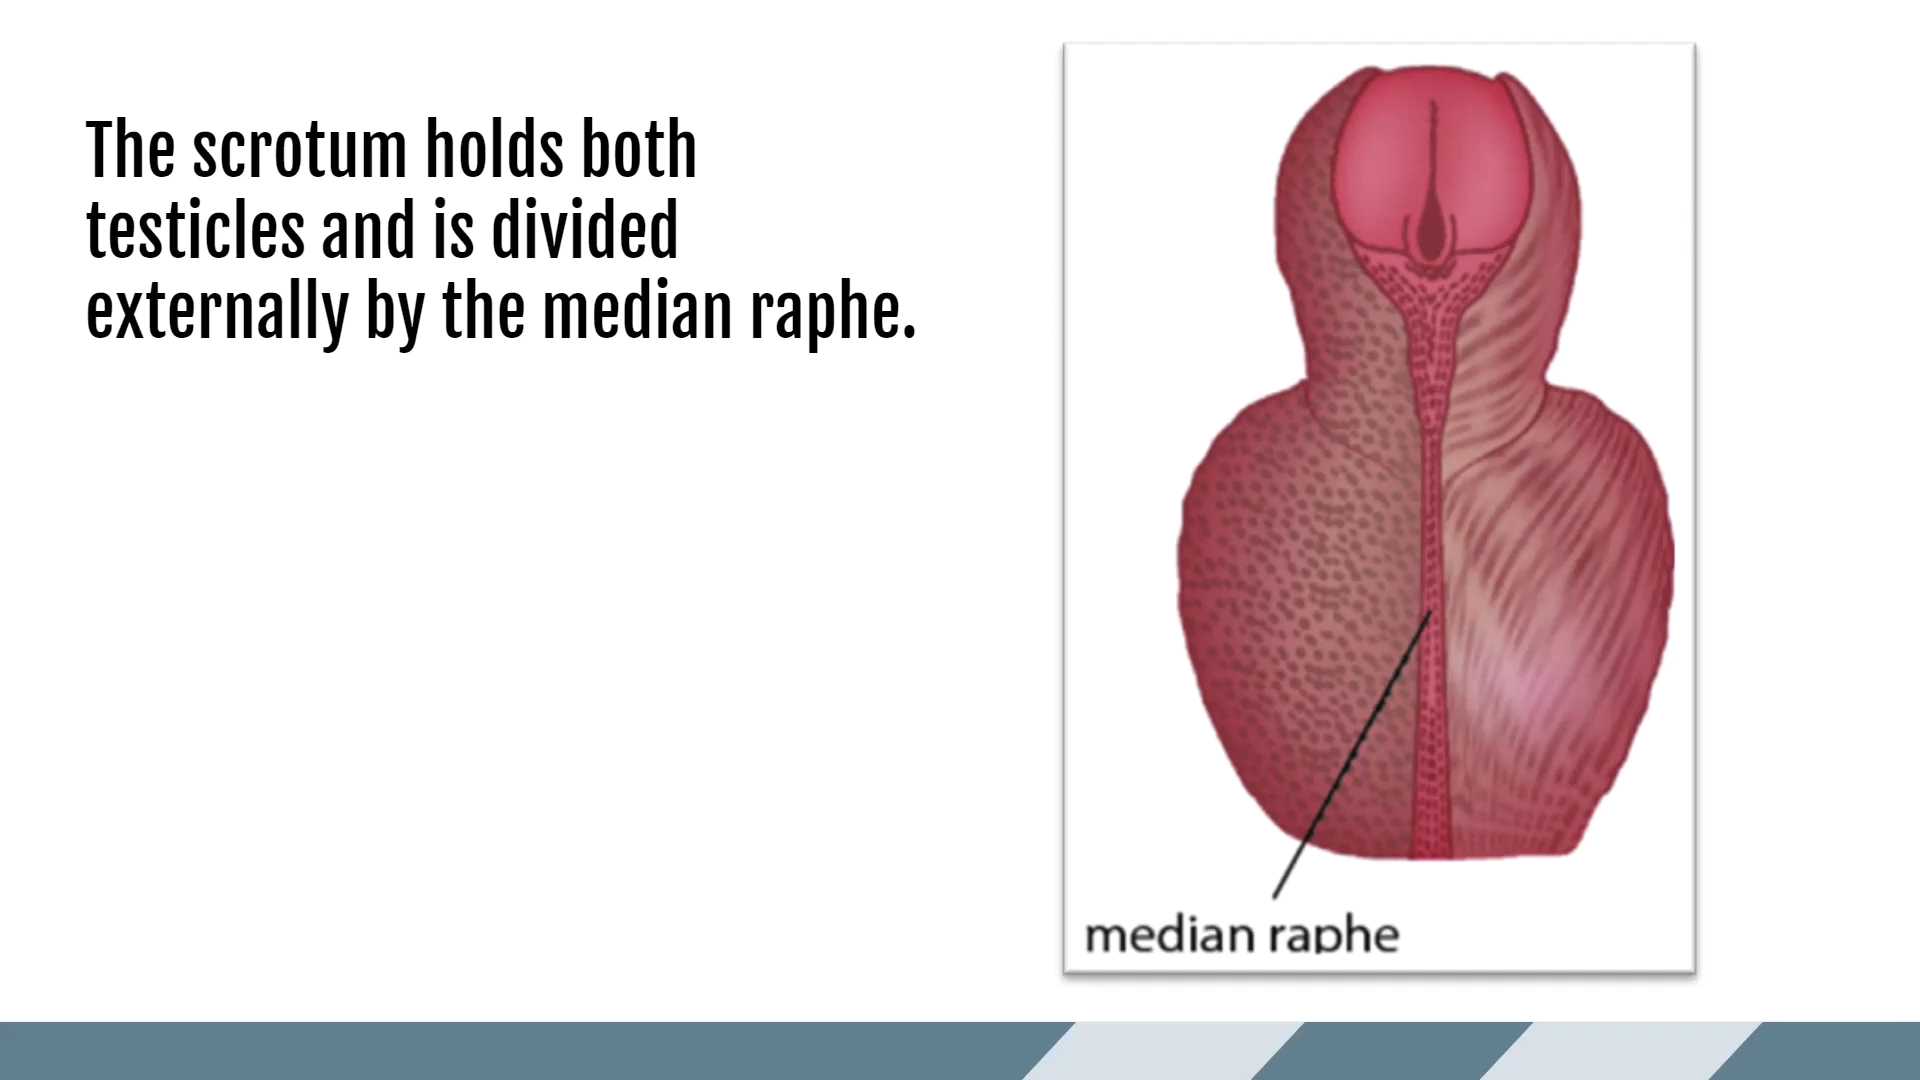 The scrotum holds both
testicles and is divided
externally by the median raphe.
median raphe